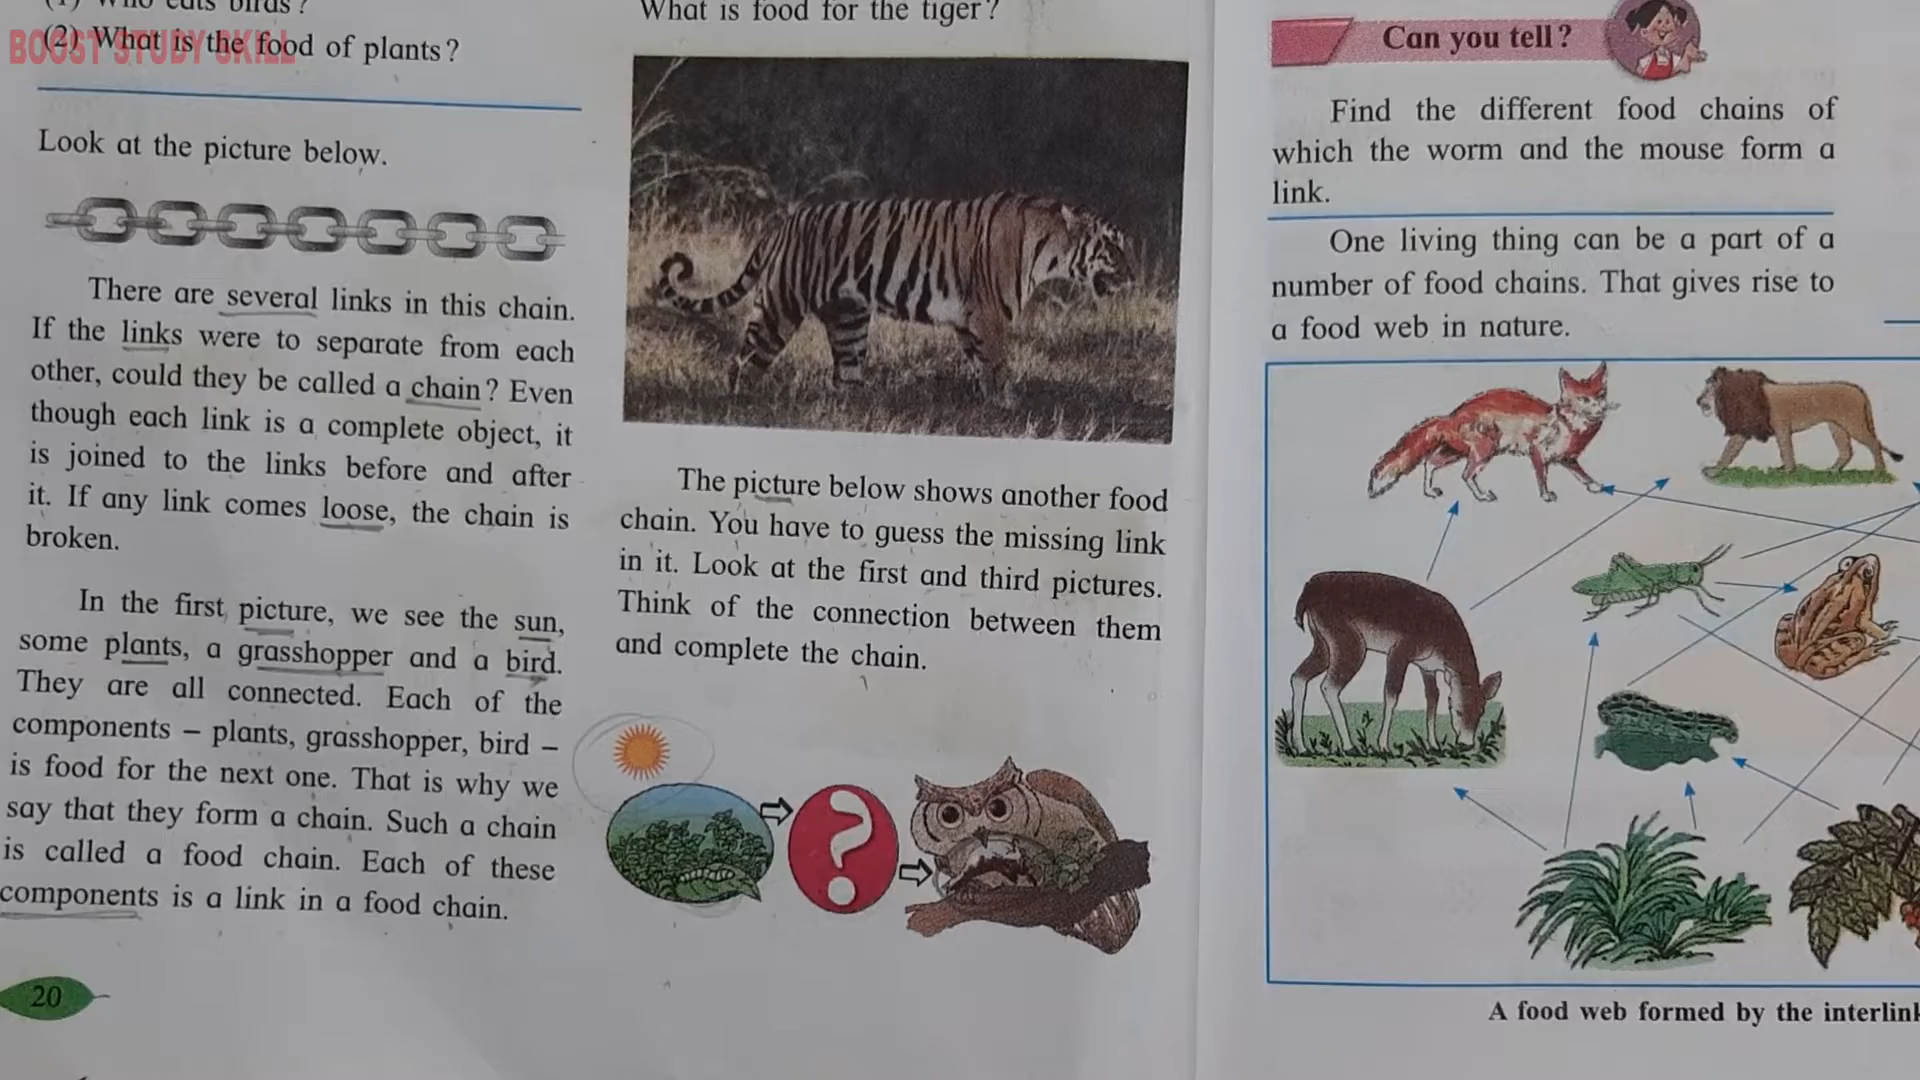 (1) Who eats birds?
(2) What is the food of plants?
BOOST STUDY SKILL
Look at the picture below.
There are several links in this chain.
If the links were to separate from each
other, could they be called a chain? Even
though each link is a complete object, it
is joined to the links before and after
it. If any link comes loose, the chain is
broken.
In the first picture, we see the sun,
some plants, a grasshopper and a bird.
They are all connected. Each of the
components – plants, grasshopper, bird –
is food for the next one. That is why we
say that they form a chain. Such a chain
is called a food chain. Each of these
components is a link in a food chain.
20
What is food for the tiger?
The picture below shows another food
chain. You have to guess the missing link
in it. Look at the first and third pictures.
Think of the connection between them
and complete the chain.
?
Can you tell?
Find the different food chains of
which the worm and the mouse form a
link.
One living thing can be a part of a
number of food chains. That gives rise to
a food web in nature.
A food web formed by the interlink